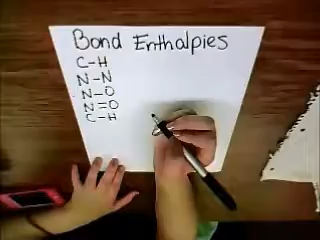 Bond Enthalpies
C-H
N-N
N-O
N=O
C-H